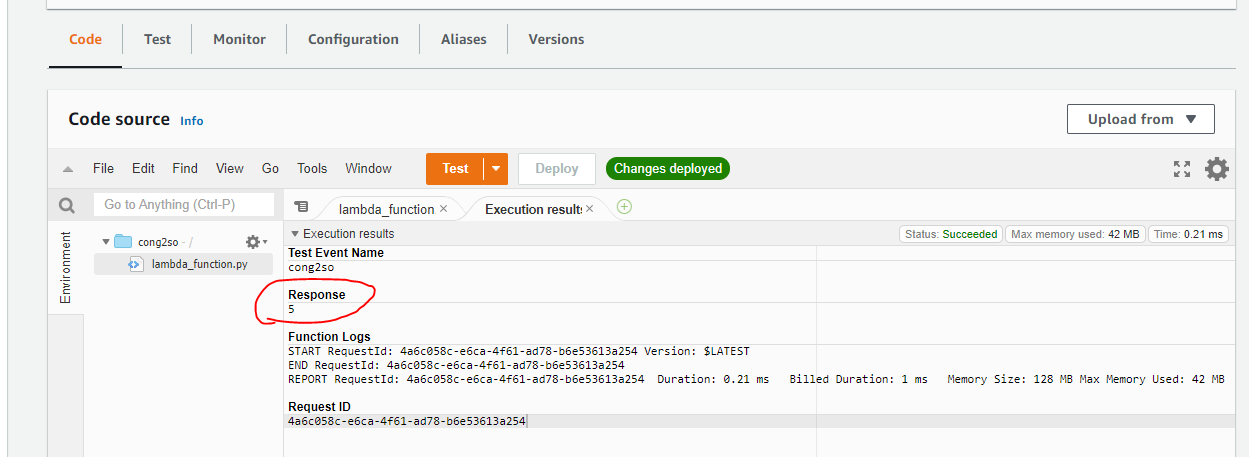 Code Test Monitor Configuration Aliases Versions
Code source Info Upload from
File Edit Find View Go Tools Window Test Deploy Changes deployed
Go to Anything (Ctrl-P) lambda_function × Execution results ×
Environment
cong2so - /
lambda_function.py
Execution results Status: Succeeded Max memory used: 42 MB Time: 0.21 ms
Test Event Name
cong2so
Response
5
Function Logs
START RequestId: 4a6c058c-e6ca-4f61-ad78-b6e53613a254 Version: $LATEST
END RequestId: 4a6c058c-e6ca-4f61-ad78-b6e53613a254
REPORT RequestId: 4a6c058c-e6ca-4f61-ad78-b6e53613a254 Duration: 0.21 ms Billed Duration: 1 ms Memory Size: 128 MB Max Memory Used: 42 MB
Request ID
4a6c058c-e6ca-4f61-ad78-b6e53613a254